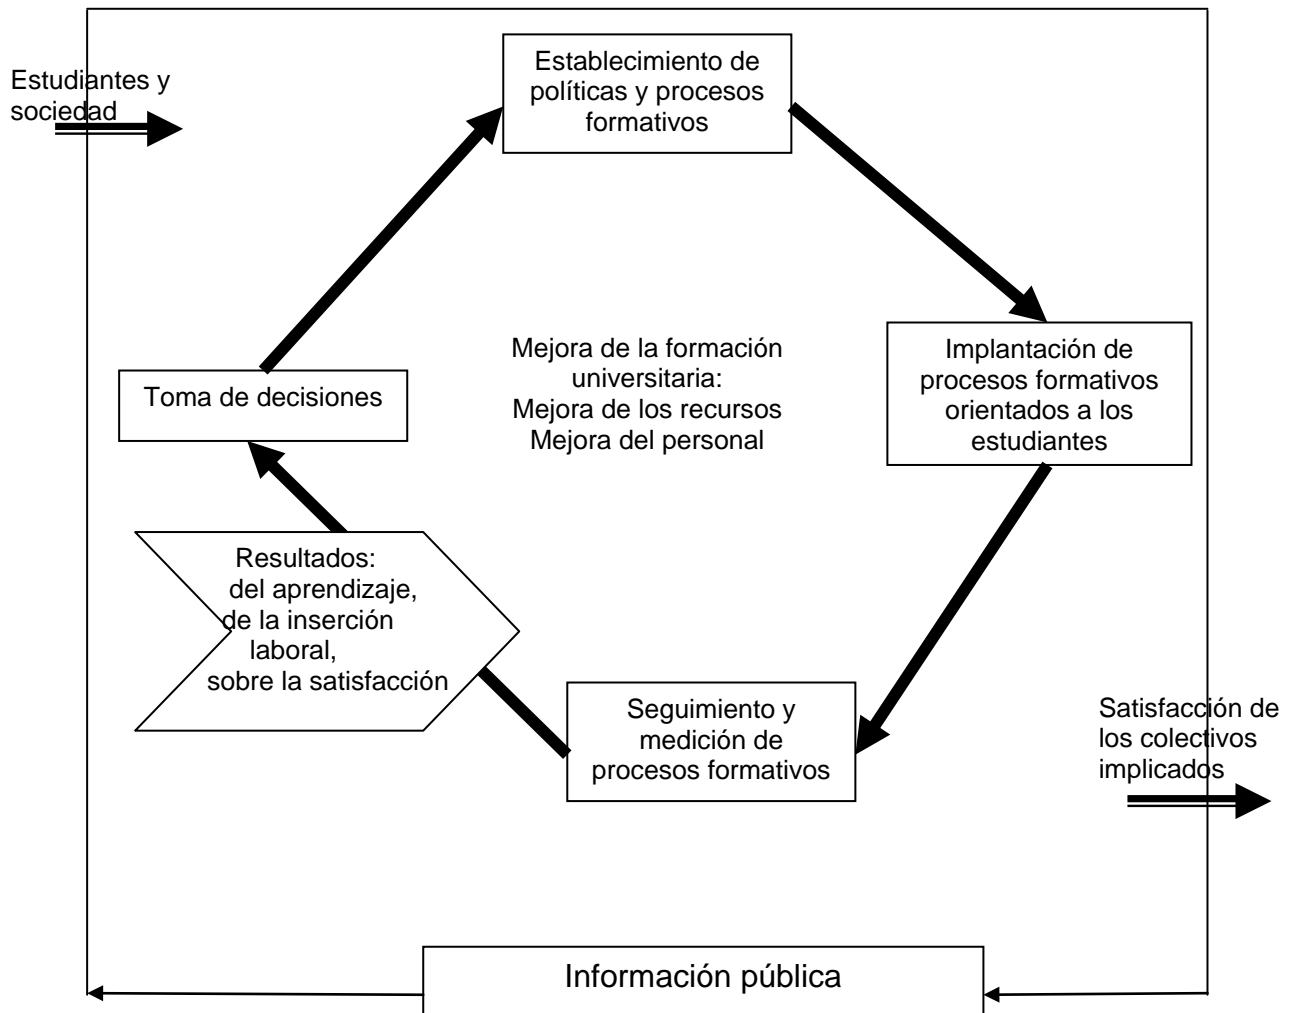 Estudiantes y
sociedad
Establecimiento de
políticas y procesos
formativos
Implantación de
procesos formativos
orientados a los
estudiantes
Mejora de la formación
universitaria:
Mejora de los recursos
Mejora del personal
Toma de decisiones
Resultados:
del aprendizaje,
de la inserción
laboral,
sobre la satisfacción
Seguimiento y
medición de
procesos formativos
Satisfacción de
los colectivos
implicados
Información pública